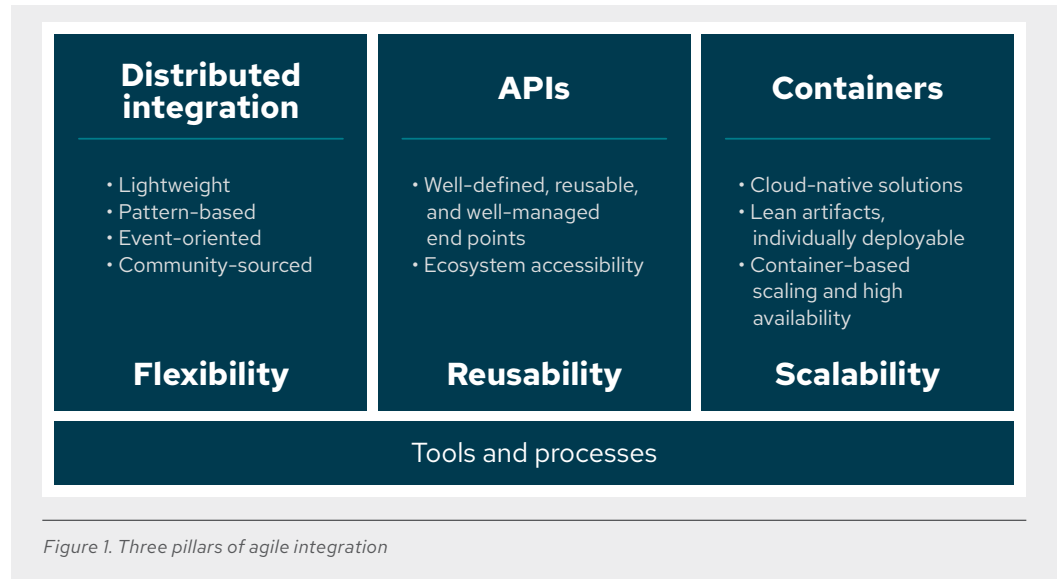 Distributed
integration
• Lightweight
• Pattern-based
• Event-oriented
• Community-sourced
Flexibility
APIs
• Well-defined, reusable,
and well-managed
end points
• Ecosystem accessibility
Reusability
Containers
• Cloud-native solutions
• Lean artifacts,
individually deployable
• Container-based
scaling and high
availability
Scalability
Tools and processes
Figure 1. Three pillars of agile integration